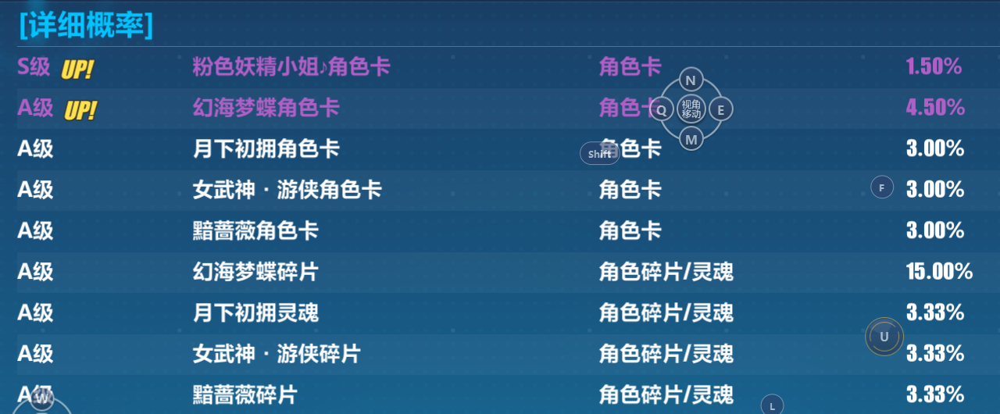 [详细概率]
S级 UP! 粉色妖精小姐♪角色卡 角色卡 1.50%
N
A级 UP! 幻海梦蝶角色卡 角色卡 4.50%
Q 视角移动 E
M
A级 月下初拥角色卡 角色卡 3.00%
Shift
A级 女武神·游侠角色卡 角色卡 3.00%
F
A级 黯蔷薇角色卡 角色卡 3.00%
A级 幻海梦蝶碎片 角色碎片/灵魂 15.00%
A级 月下初拥灵魂 角色碎片/灵魂 3.33%
U
A级 女武神·游侠碎片 角色碎片/灵魂 3.33%
A级 黯蔷薇碎片 角色碎片/灵魂 3.33%
W
L